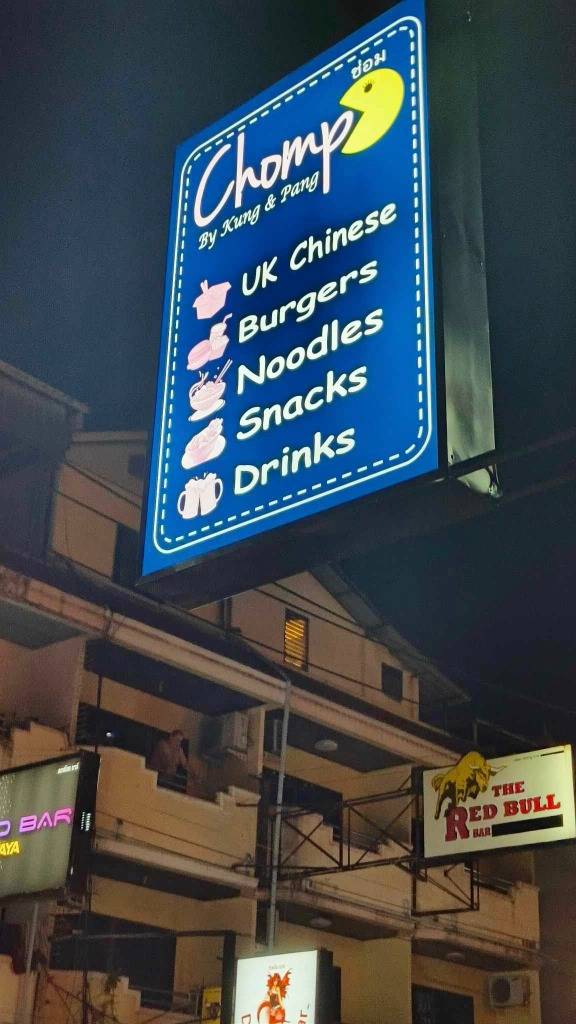 ช่อม
Chomp
By Kung & Pang
UK Chinese
Burgers
Noodles
Snacks
Drinks
THE
RED BULL
BAR
BAR
AYA